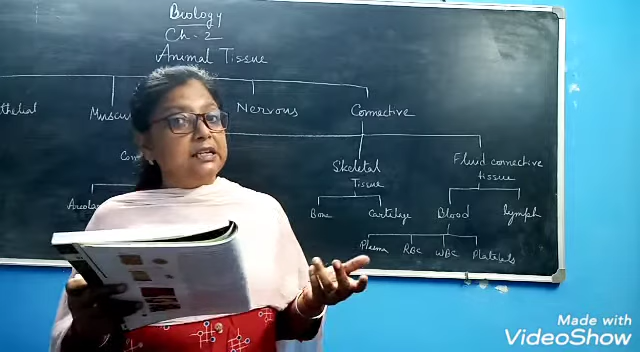 Biology
Ch - 2
Animal Tissue
Nervous Connective
Skeletal Tissue
Fluid connective tissue
Bone Cartilege Blood Lymph
Plasma RBC WBC Platelets
Made with
VideoShow